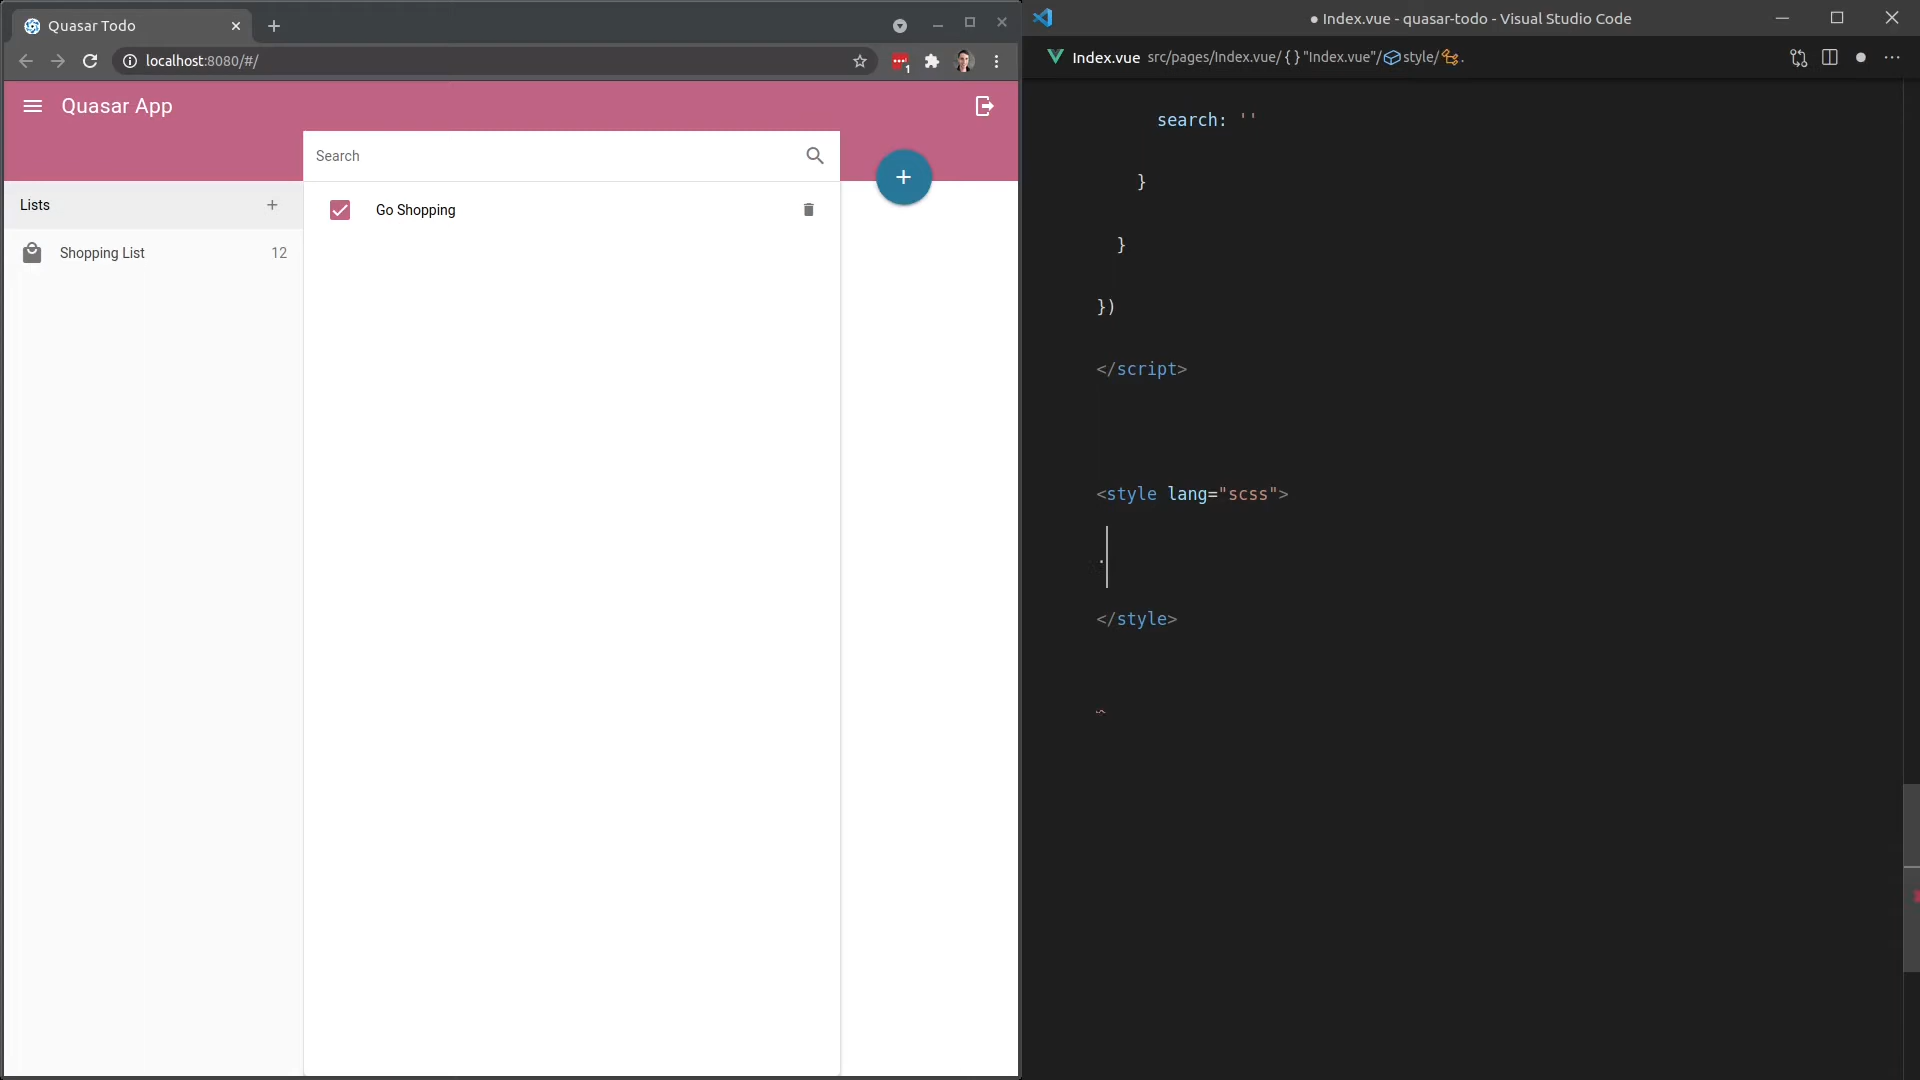 Quasar Todo
● Index.vue - quasar-todo - Visual Studio Code
localhost:8080/#/
1
Index.vue src/pages/Index.vue/ { } "Index.vue"/ style/ .
Quasar App
Search
Lists
Go Shopping
Shopping List 12
search: ''
}
}
})
</script>
<style lang="scss">
.
</style>